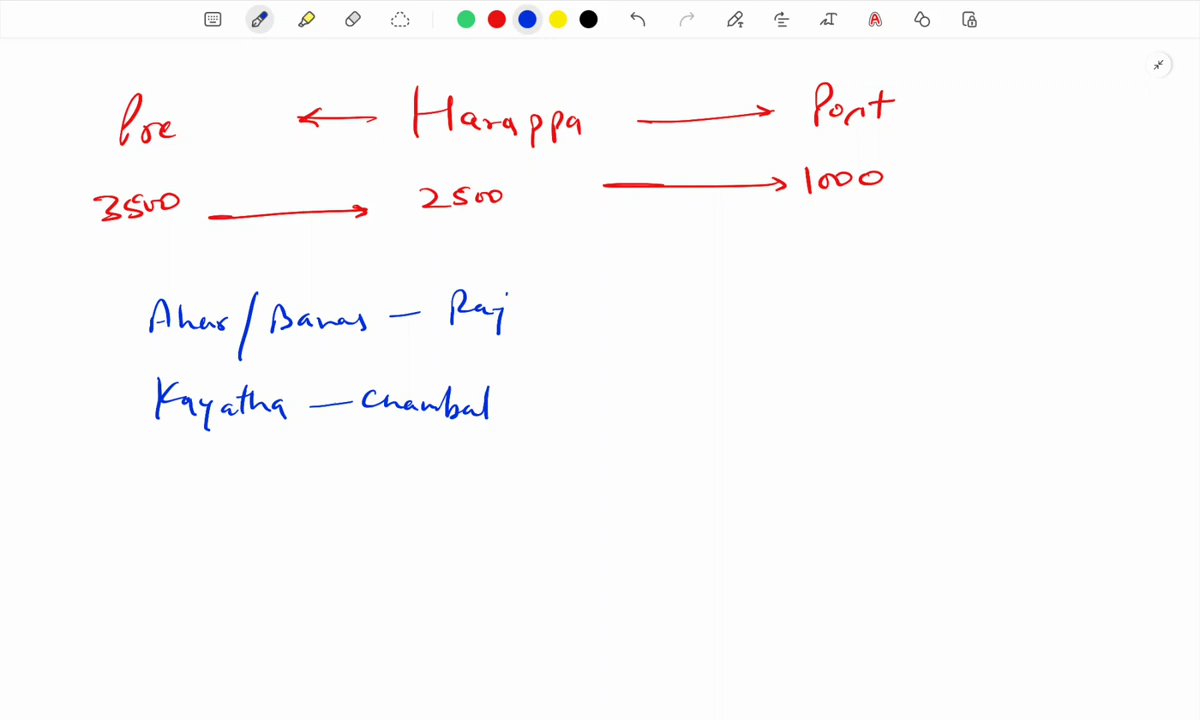 Pre ← Harappa → Post
3500 → 2500 → 1000
Ahar/Banas - Raj
Kayatha - Chambal